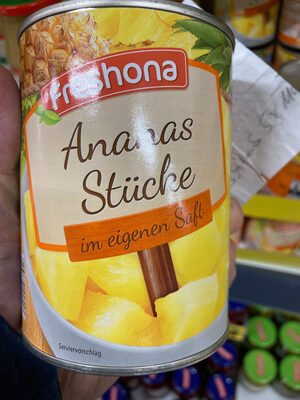 freshona
Ananas
Stücke
im eigenen Saft
Serviervorschlag